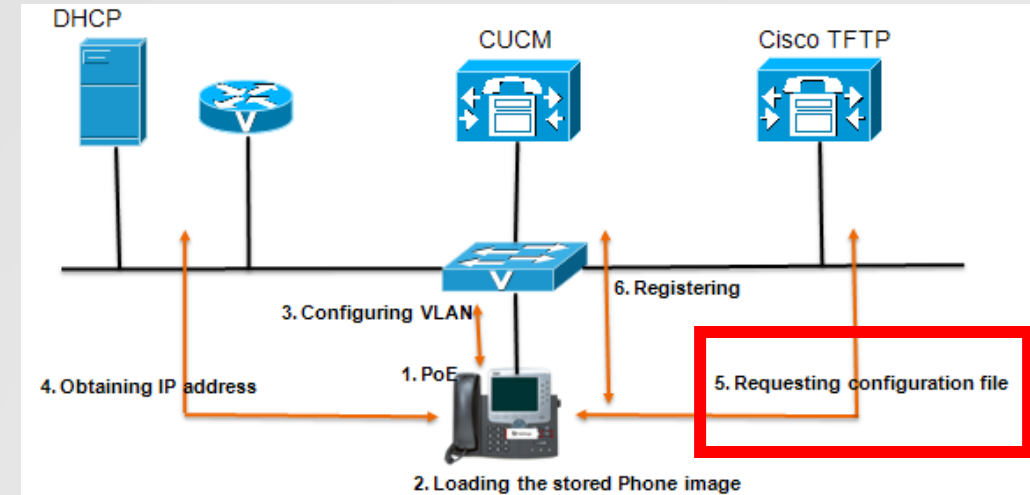 DHCP
CUCM
Cisco TFTP
V
V
3. Configuring VLAN
6. Registering
1. PoE
4. Obtaining IP address
5. Requesting configuration file
2. Loading the stored Phone image